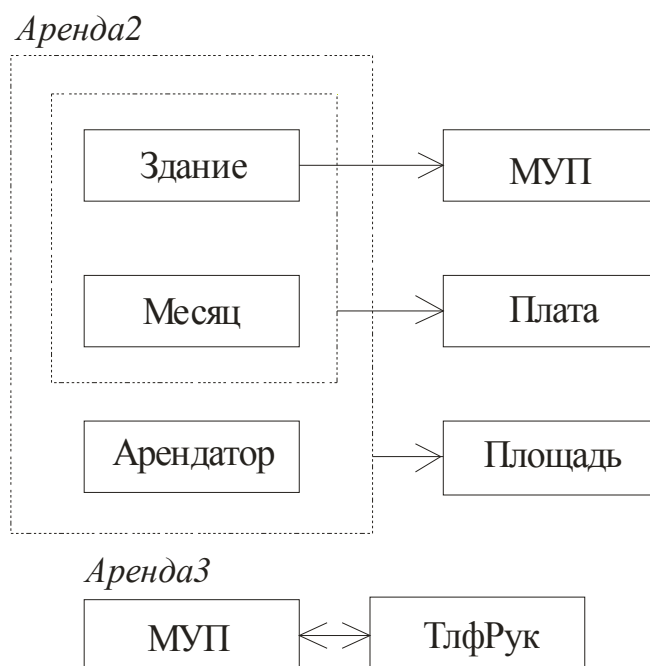 Аренда2
Здание
МУП
Месяц
Плата
Арендатор
Площадь
Аренда3
МУП
ТлфРук